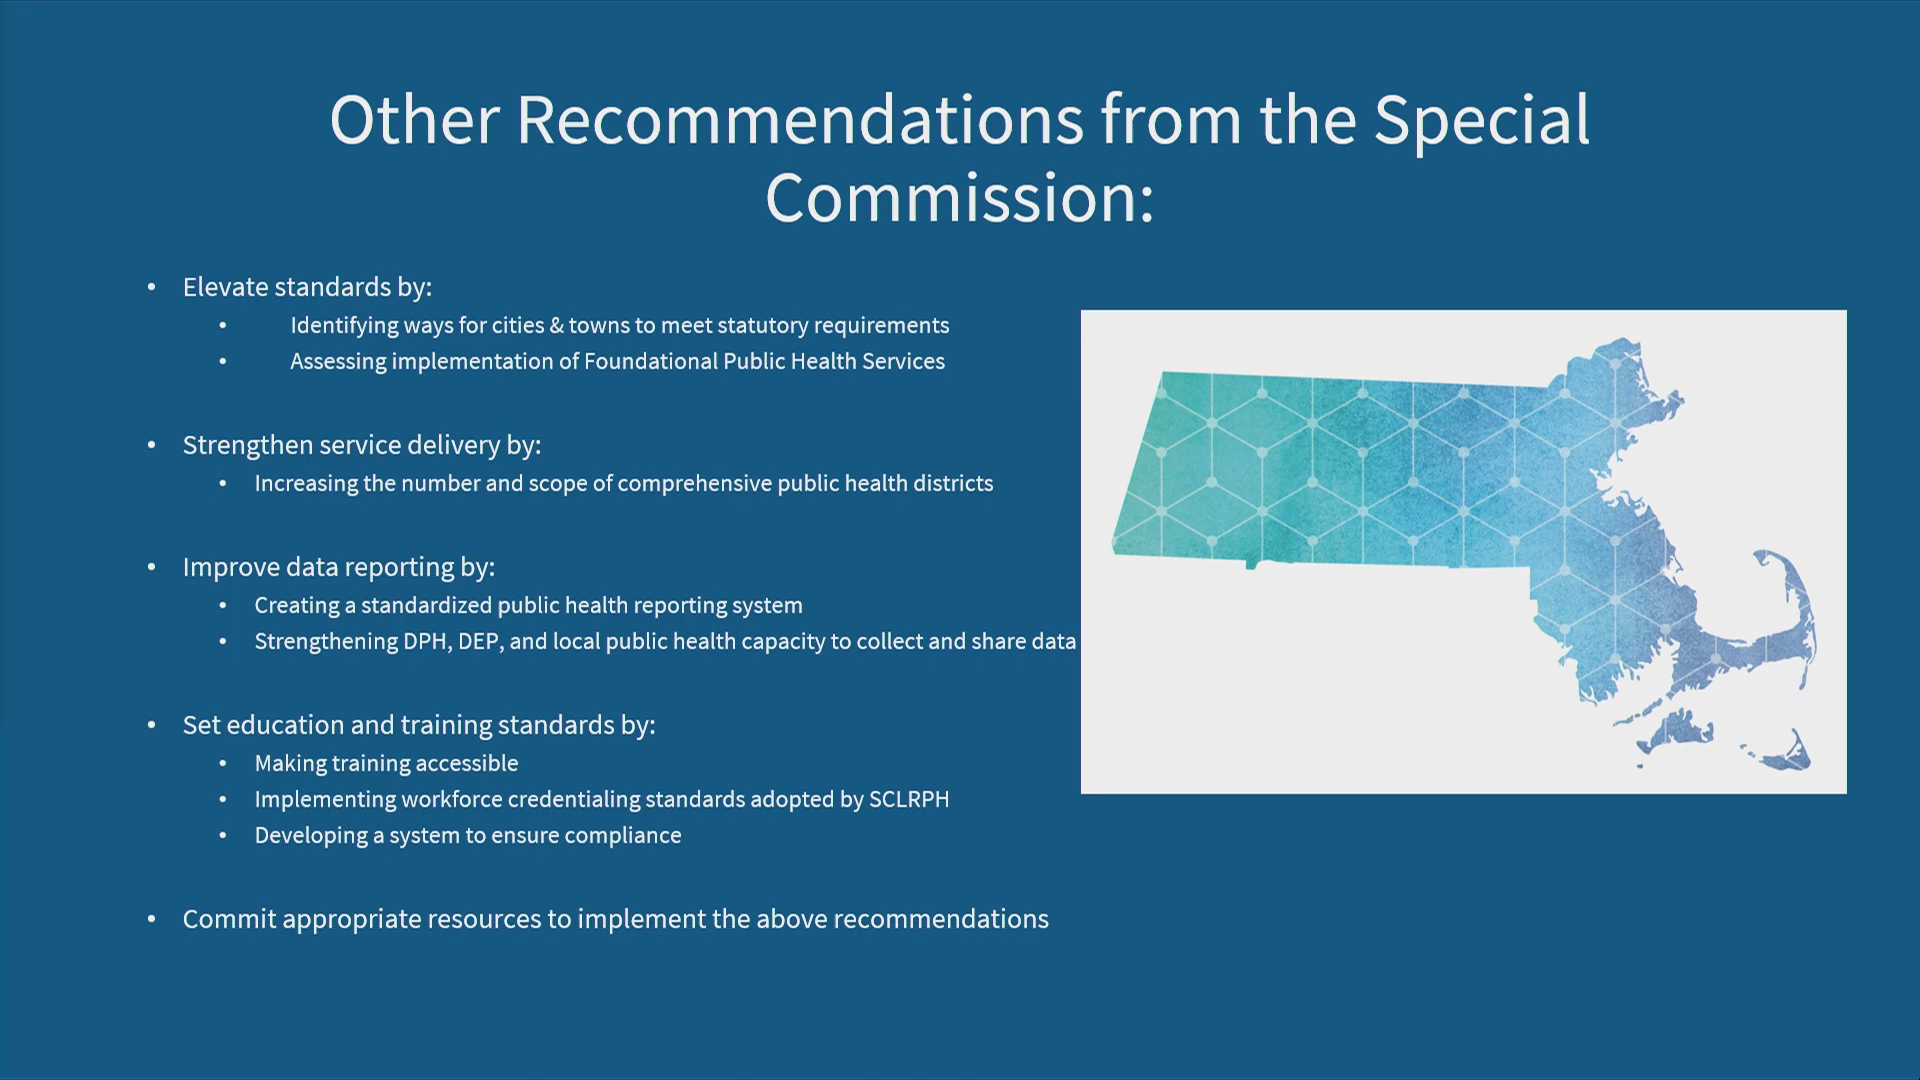 Other Recommendations from the Special
Commission:
• Elevate standards by:
• Identifying ways for cities & towns to meet statutory requirements
• Assessing implementation of Foundational Public Health Services
• Strengthen service delivery by:
• Increasing the number and scope of comprehensive public health districts
• Improve data reporting by:
• Creating a standardized public health reporting system
• Strengthening DPH, DEP, and local public health capacity to collect and share data
• Set education and training standards by:
• Making training accessible
• Implementing workforce credentialing standards adopted by SCLRPH
• Developing a system to ensure compliance
• Commit appropriate resources to implement the above recommendations